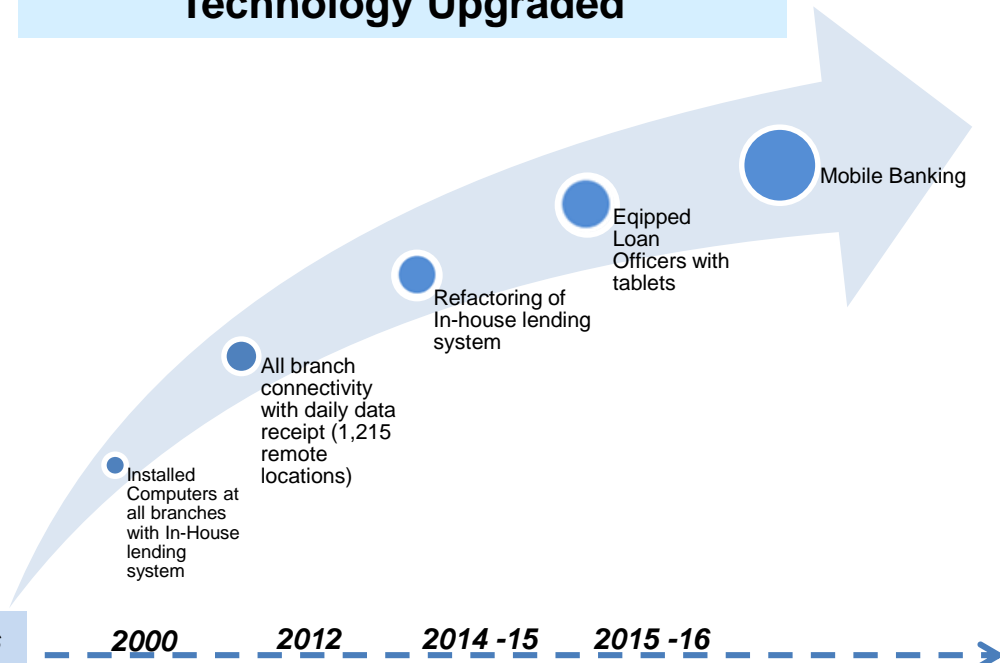 Technology Upgraded
Mobile Banking
Eqipped
Loan
Officers with
tablets
Refactoring of
In-house lending
system
All branch
connectivity
with daily data
receipt (1,215
remote
locations)
Installed
Computers at
all branches
with In-House
lending
system
2000
2012
2014 -15
2015 -16